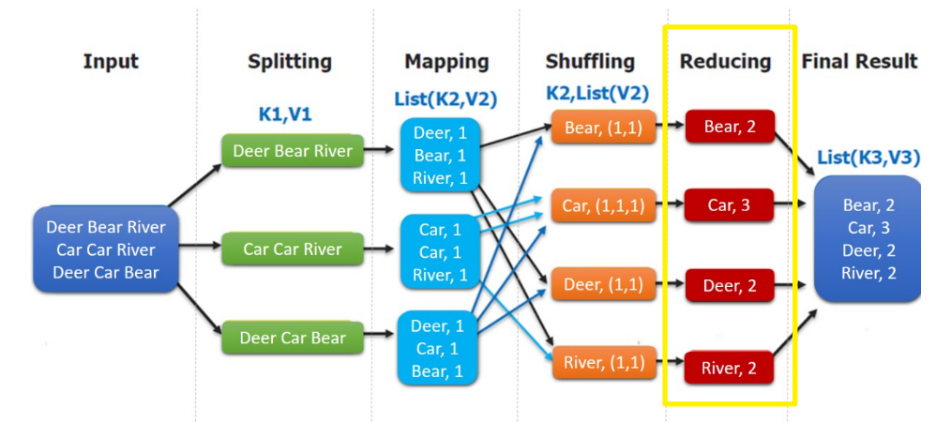 Input
Splitting
Mapping
Shuffling
Reducing
Final Result
K1,V1
List(K2,V2)
K2,List(V2)
List(K3,V3)
Deer Bear River
Car Car River
Deer Car Bear
Deer Bear River
Car Car River
Deer Car Bear
Deer, 1
Bear, 1
River, 1
Car, 1
Car, 1
River, 1
Deer, 1
Car, 1
Bear, 1
Bear, (1,1)
Car, (1,1,1)
Deer, (1,1)
River, (1,1)
Bear, 2
Car, 3
Deer, 2
River, 2
Bear, 2
Car, 3
Deer, 2
River, 2